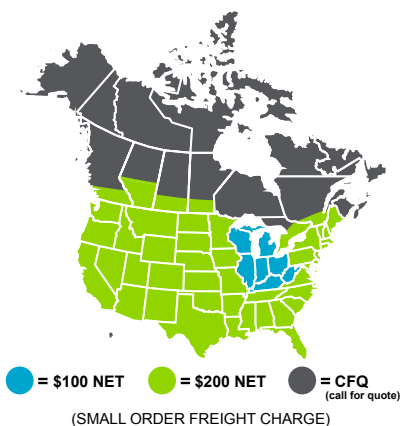 = $100 NET
= $200 NET
= CFQ
(call for quote)
(SMALL ORDER FREIGHT CHARGE)